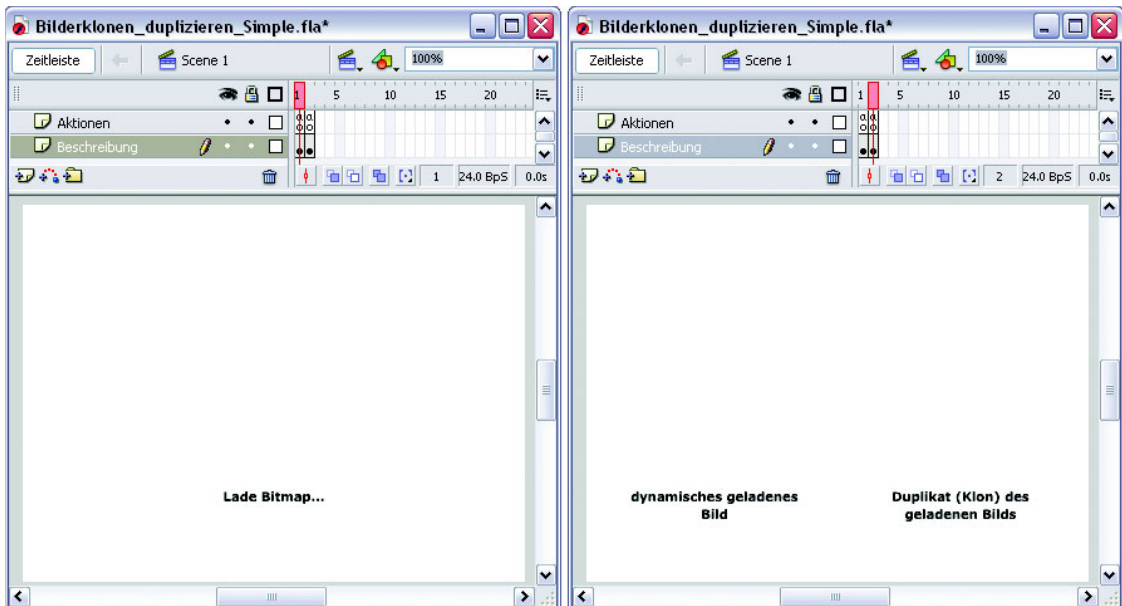 Bilderklonen_duplizieren_Simple.fla*
Zeitleiste Scene 1 100%
1 5 10 15 20
Aktionen
Beschreibung
1 24.0 BpS 0.0s
Lade Bitmap...
Bilderklonen_duplizieren_Simple.fla*
Zeitleiste Scene 1 100%
1 5 10 15 20
Aktionen
Beschreibung
2 24.0 BpS 0.0s
dynamisches geladenes
Bild
Duplikat (Klon) des
geladenen Bilds